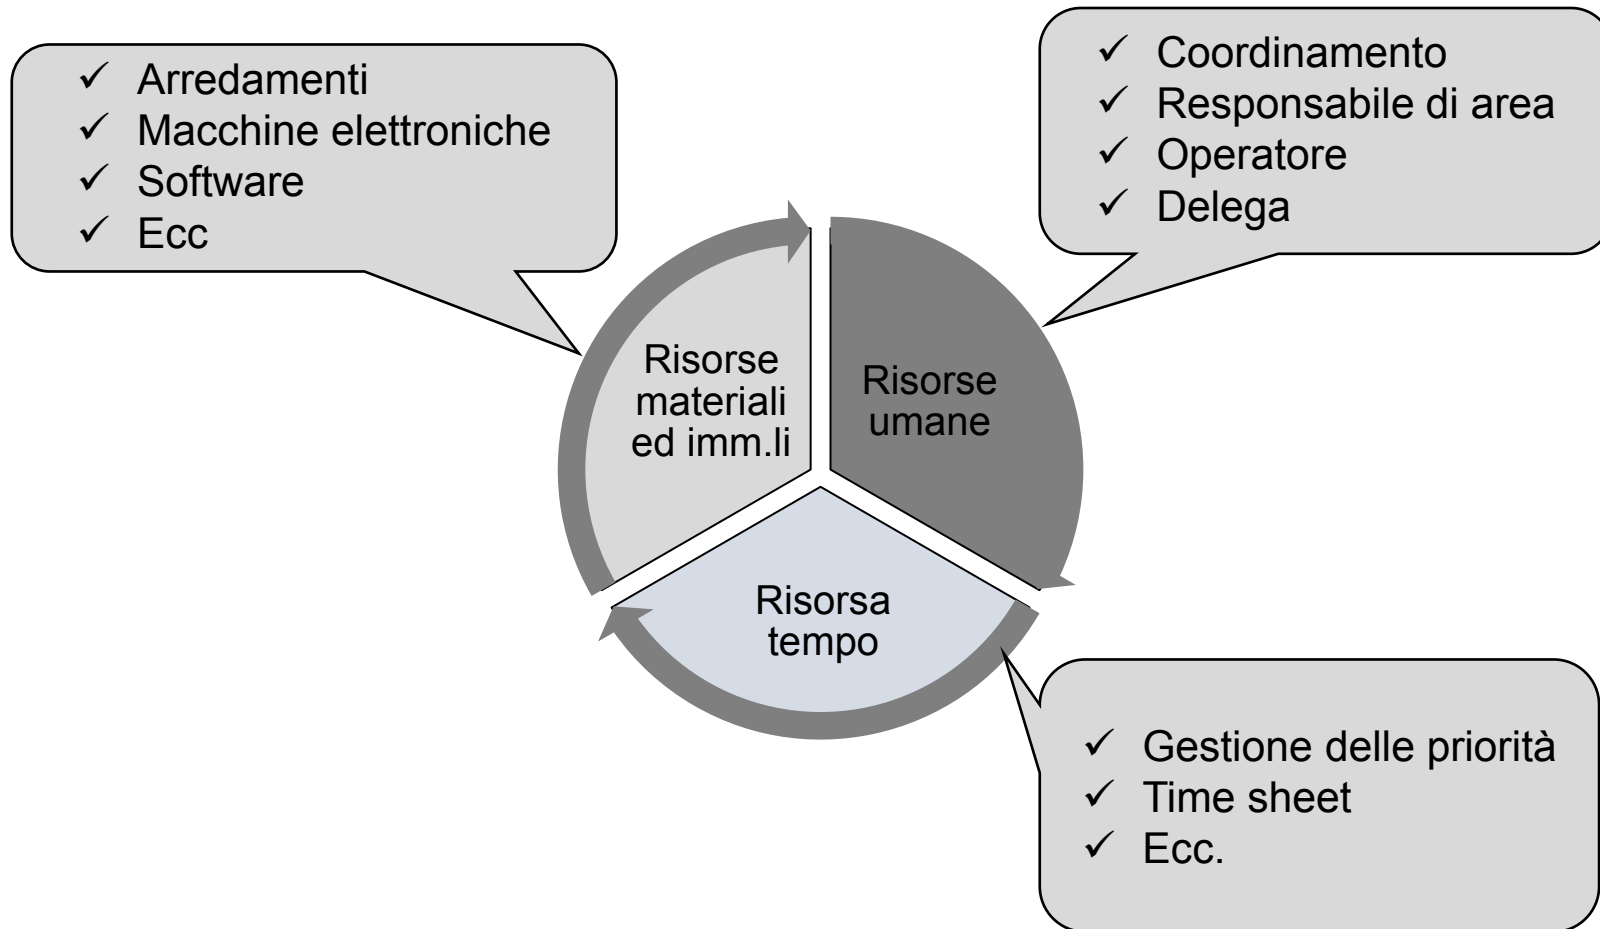 ✓ Arredamenti
✓ Macchine elettroniche
✓ Software
✓ Ecc
✓ Coordinamento
✓ Responsabile di area
✓ Operatore
✓ Delega
Risorse
materiali
ed imm.li
Risorse
umane
Risorsa
tempo
✓ Gestione delle priorità
✓ Time sheet
✓ Ecc.